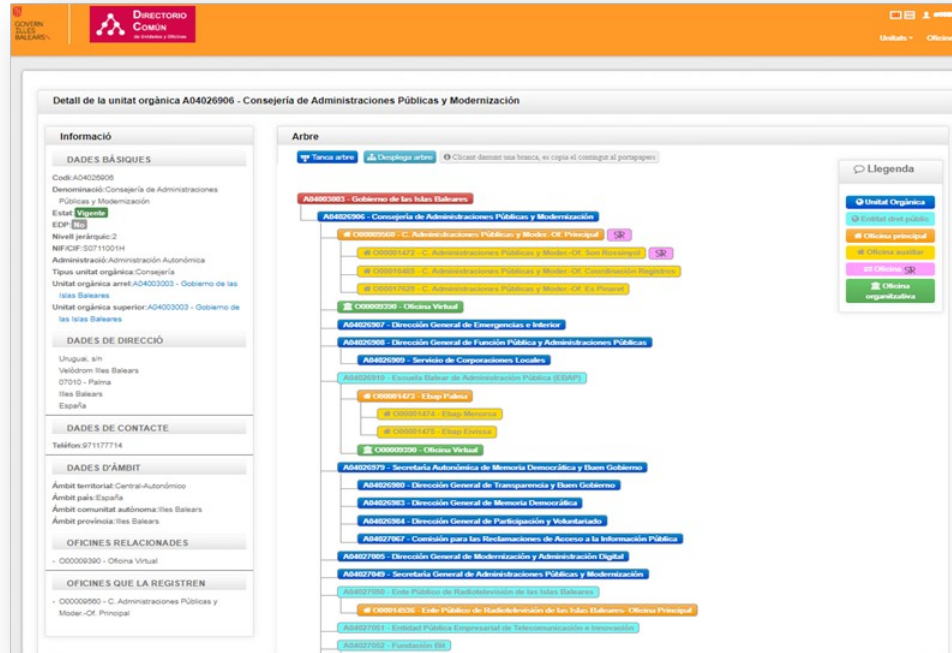 GOVERN
ILLES
BALEARS
DIRECTORIO
COMÚN
de Unidades y Oficinas
Unitats
Oficine
Detall de la unitat orgànica A04026906 - Consejería de Administraciones Públicas y Modernización
Informació
DADES BÀSIQUES
Codi:A04026906
Denominació:Consejería de Administraciones
Públicas y Modernización
Estat:Vigente
EDP:No
Nivell jeràrquic:2
NIF/CIF:S0711001H
Administració:Administración Autonómica
Tipus unitat orgànica:Consejería
Unitat orgànica arrel:A04003003 - Gobierno de las
Islas Baleares
Unitat orgànica superior:A04003003 - Gobierno de
las Islas Baleares
DADES DE DIRECCIÓ
Uruguai, s/n
Velòdrom Illes Balears
07010 - Palma
Illes Balears
España
DADES DE CONTACTE
Telèfon:971177714
DADES D'ÀMBIT
Àmbit territorial:Central-Autonómico
Àmbit país:España
Àmbit comunitat autònoma:Illes Balears
Àmbit província:Illes Balears
OFICINES RELACIONADES
- O00009390 - Oficina Virtual
OFICINES QUE LA REGISTREN
- O00009560 - C. Administraciones Públicas y
Moder.-Of. Principal
Arbre
Tanca arbre
Desplega arbre
Clicant damunt una branca, es copia el contingut al portapapers
A04003003 - Gobierno de las Islas Baleares
A04026906 - Consejería de Administraciones Públicas y Modernización
O00009560 - C. Administraciones Públicas y Moder.-Of. Principal SIR
O00001472 - C. Administraciones Públicas y Moder.-Of. Son Rossinyol SIR
O00010485 - C. Administraciones Públicas y Moder.-Of. Coordinación Registros
O00017629 - C. Administraciones Públicas y Moder.-Of. Es Pinaret
O00009390 - Oficina Virtual
A04026907 - Dirección General de Emergencias e Interior
A04026908 - Dirección General de Función Pública y Administraciones Públicas
A04026909 - Servicio de Corporaciones Locales
A04026910 - Escuela Balear de Administración Pública (EBAP)
O00001473 - Ebap Palma
O00001474 - Ebap Menorca
O00001475 - Ebap Eivissa
O00009390 - Oficina Virtual
A04026979 - Secretaría Autonómica de Memoria Democrática y Buen Gobierno
A04026980 - Dirección General de Transparencia y Buen Gobierno
A04026983 - Dirección General de Memoria Democrática
A04026984 - Dirección General de Participación y Voluntariado
A04027067 - Comisión para las Reclamaciones de Acceso a la Información Pública
A04027005 - Dirección General de Modernización y Administración Digital
A04027049 - Secretaría General de Administraciones Públicas y Modernización
A04027050 - Ente Público de Radiotelevisión de las Islas Baleares
O00014536 - Ente Público de Radiotelevisión de las Islas Baleares- Oficina Principal
A04027051 - Entidad Pública Empresarial de Telecomunicación e Innovación
A04027052 - Fundación Bit
Llegenda
Unitat Orgànica
Entitat dret públic
Oficina principal
Oficina auxiliar
Oficina SIR
Oficina
organitzativa